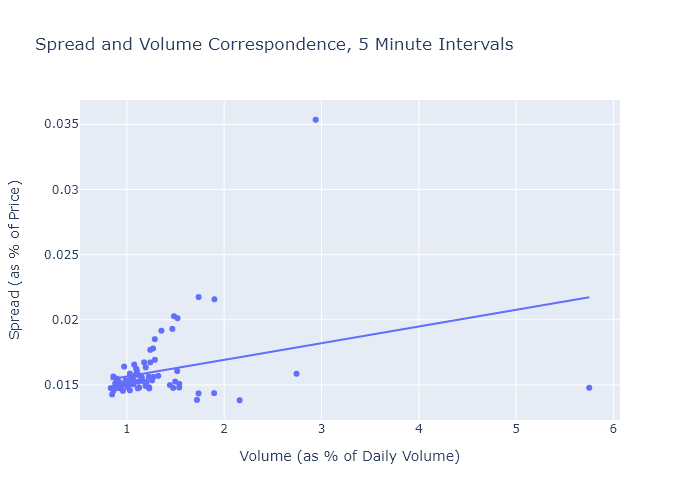 Spread and Volume Correspondence, 5 Minute Intervals
0.035
0.03
0.025
0.02
0.015
Spread (as % of Price)
1 2 3 4 5 6
Volume (as % of Daily Volume)